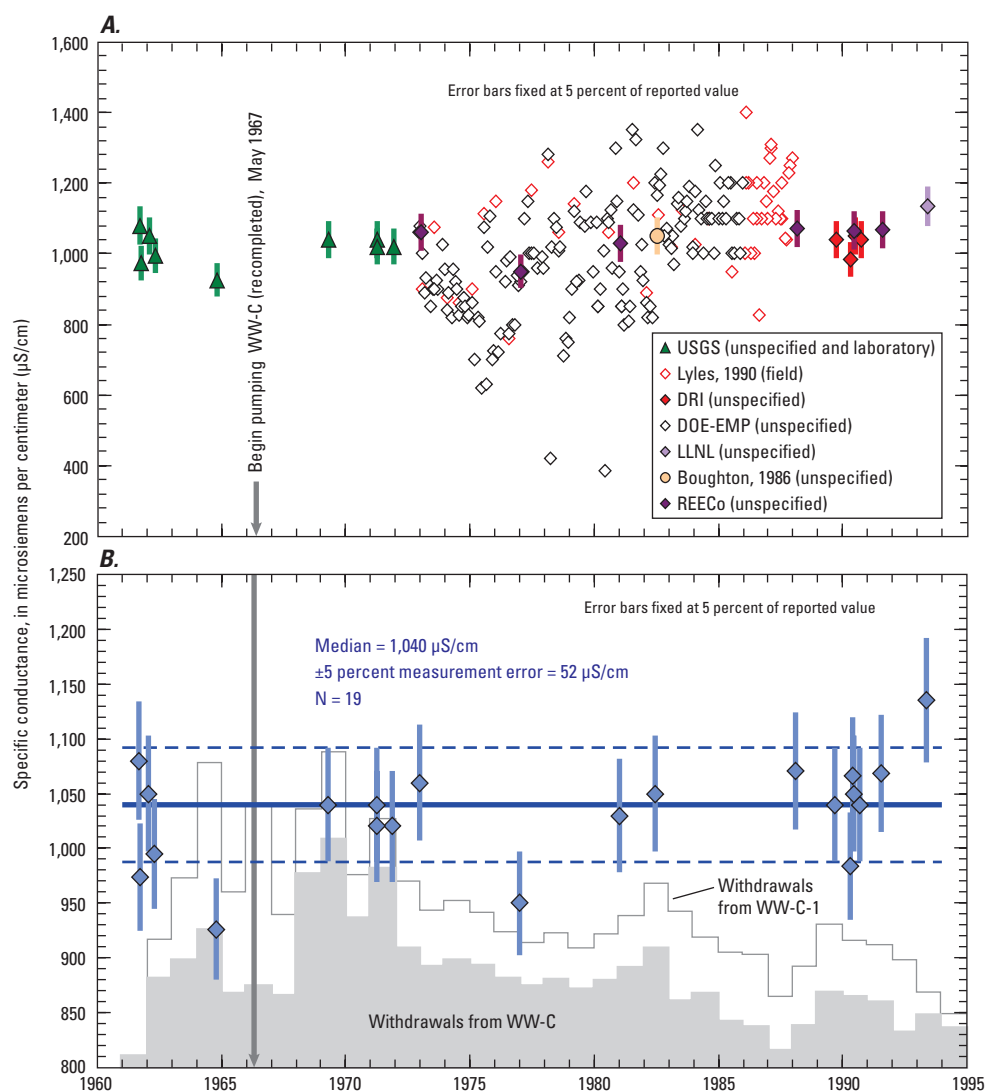 A.
1,600
1,400
1,200
1,000
800
600
400
200
Error bars fixed at 5 percent of reported value
Begin pumping WW-C (recompleted), May 1967
USGS (unspecified and laboratory)
Lyles, 1990 (field)
DRI (unspecified)
DOE-EMP (unspecified)
LLNL (unspecified)
Boughton, 1986 (unspecified)
REECo (unspecified)
Specific conductance, in microsiemens per centimeter (µS/cm)
B.
1,250
1,200
1,150
1,100
1,050
1,000
950
900
850
800
Error bars fixed at 5 percent of reported value
Median = 1,040 µS/cm
±5 percent measurement error = 52 µS/cm
N = 19
Withdrawals
from WW-C-1
Withdrawals from WW-C
1960 1965 1970 1975 1980 1985 1990 1995